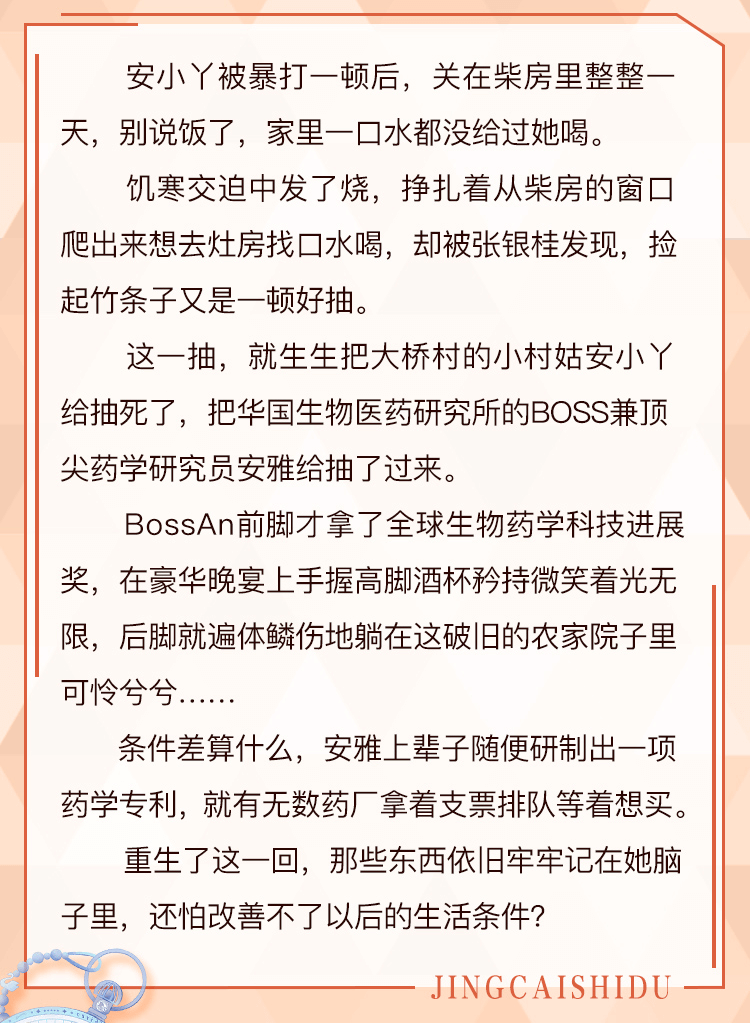 安小丫被暴打一顿后，关在柴房里整整一
天，别说饭了，家里一口水都没给过她喝。
饥寒交迫中发了烧，挣扎着从柴房的窗口
爬出来想去灶房找口水喝，却被张银桂发现，捡
起竹条子又是一顿好抽。
这一抽，就生生把大桥村的小村姑安小丫
给抽死了，把华国生物医药研究所的BOSS兼顶
尖药学研究员安雅给抽了过来。
BossAn前脚才拿了全球生物药学科技进展
奖，在豪华晚宴上手握高脚酒杯矜持微笑着光无
限，后脚就遍体鳞伤地躺在这破旧的农家院子里
可怜兮兮……
条件差算什么，安雅上辈子随便研制出一项
药学专利，就有无数药厂拿着支票排队等着想买。
重生了这一回，那些东西依旧牢牢记在她脑
子里，还怕改善不了以后的生活条件？
JINGCAISHIDU